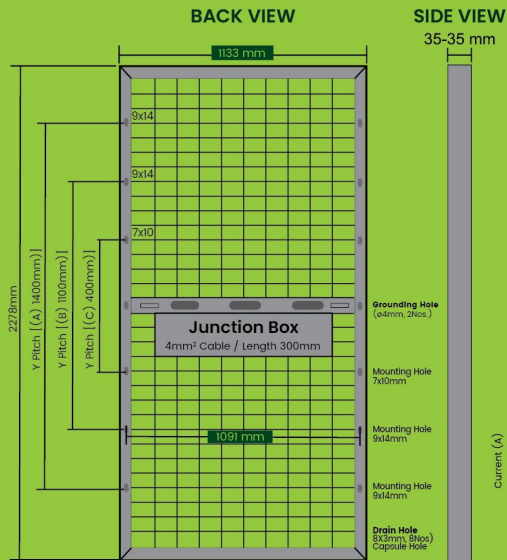 BACK VIEW
SIDE VIEW
35-35 mm
1133 mm
9x14
9x14
7x10
2278mm
Y Pitch [(A) 1400mm)]
Y Pitch [(B) 1100mm)]
Y Pitch [(C) 400mm)]
Grounding Hole
(ø4mm, 2Nos.)
Junction Box
4mm² Cable / Length 300mm
Mounting Hole
7x10mm
Mounting Hole
9x14mm
1091 mm
Mounting Hole
9x14mm
Drain Hole
8X3mm, 8Nos)
Capsule Hole
Current (A)